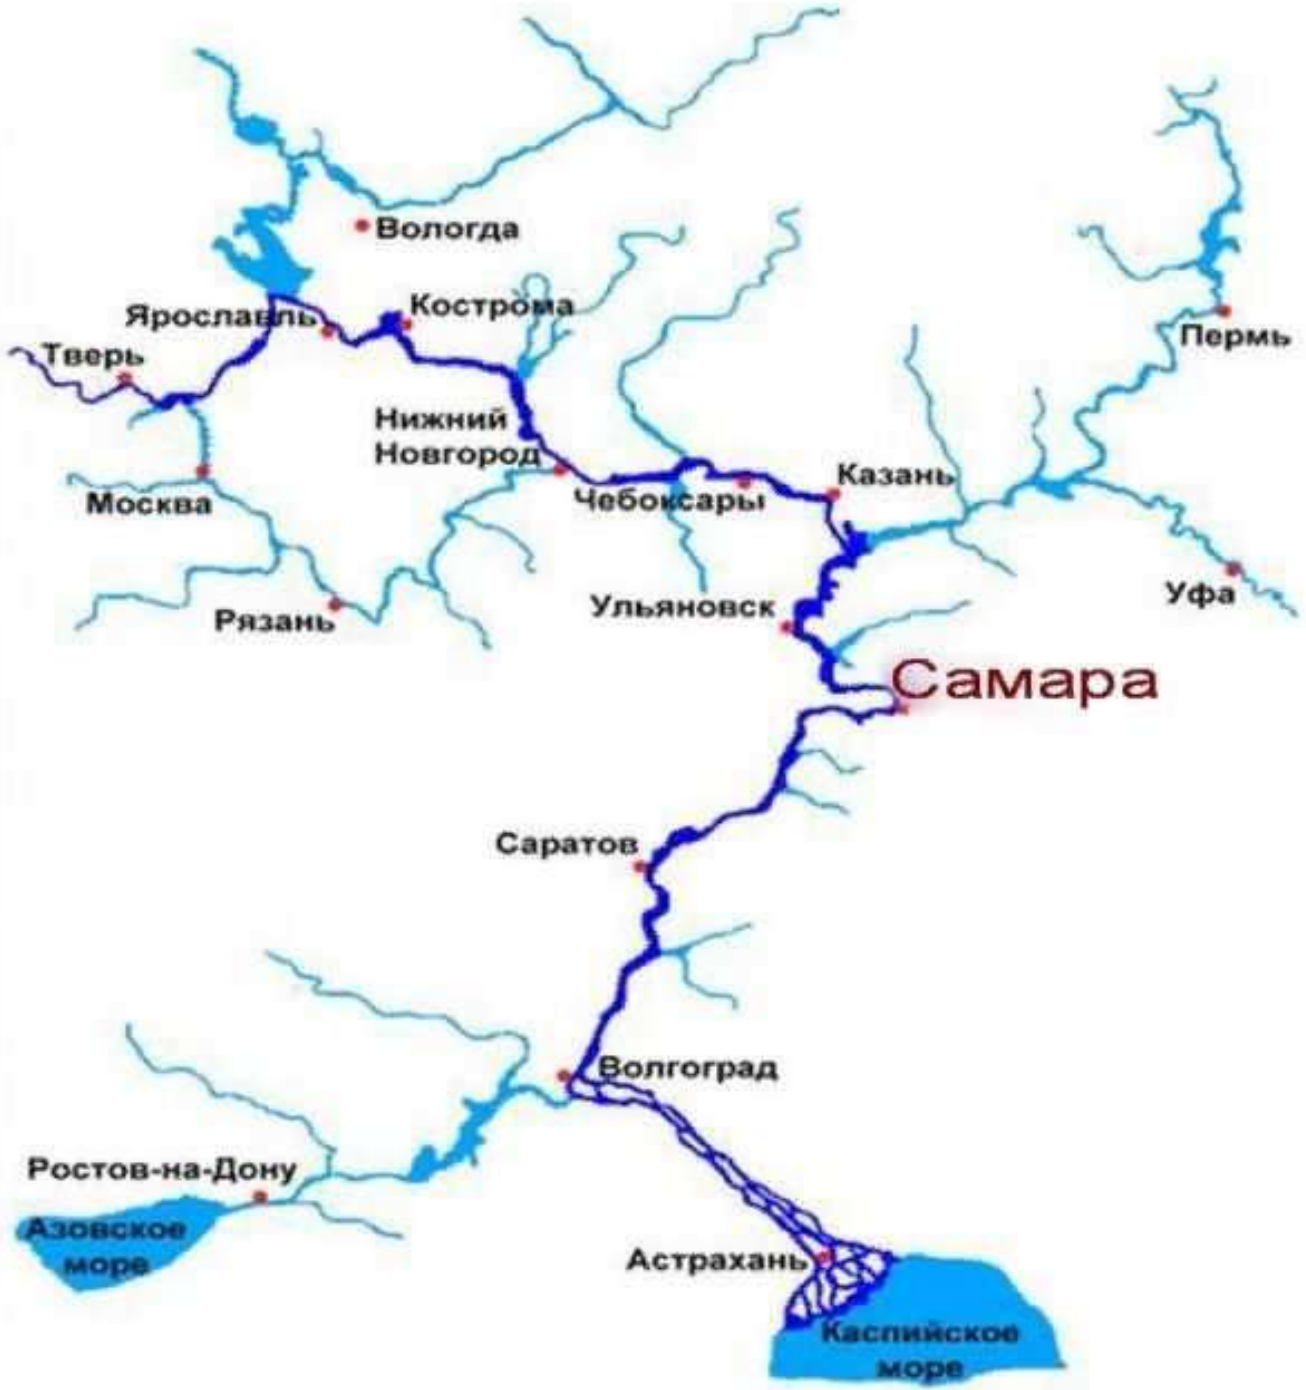 Вологда
Кострома
Ярославль
Пермь
Тверь
Нижний
Новгород
Казань
Чебоксары
Москва
Уфа
Ульяновск
Рязань
Самара
Саратов
Волгоград
Ростов-на-Дону
Азовское
море
Астрахань
Каспийское
море